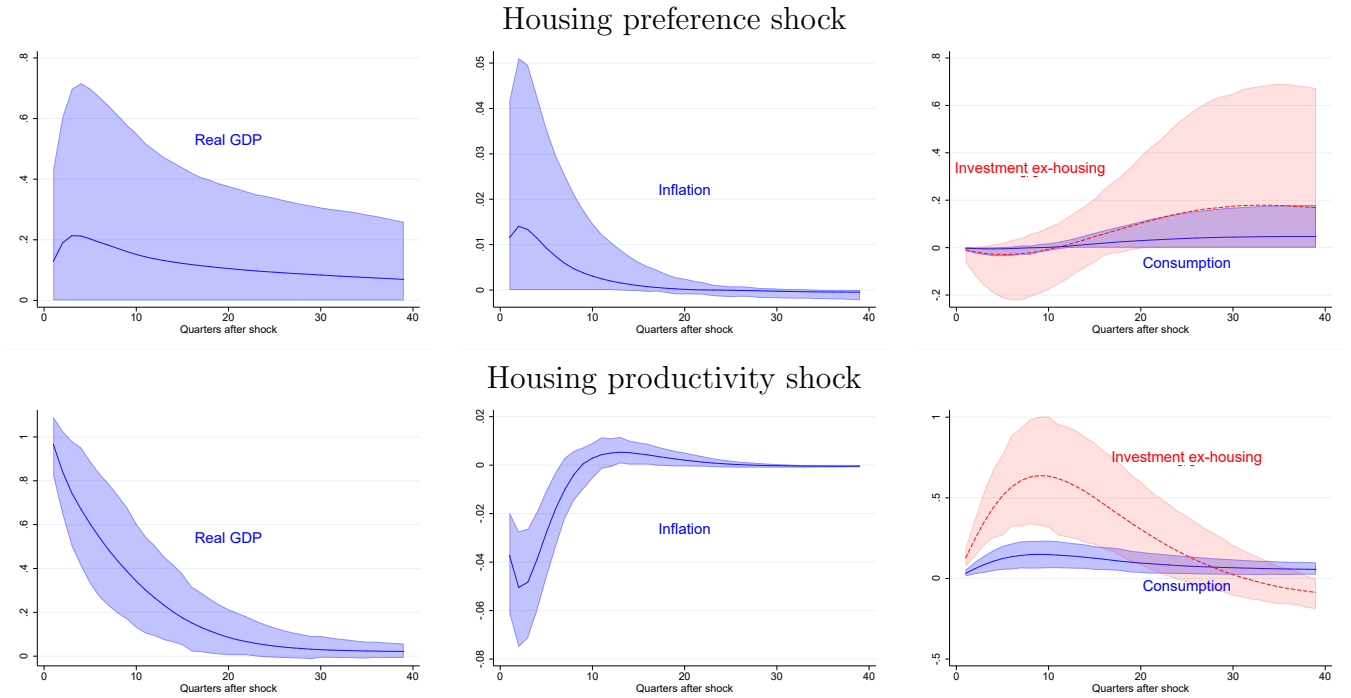 Housing preference shock
.8
.6
.4
.2
0
Real GDP
0 10 20 30 40
Quarters after shock
.05
.04
.03
.02
.01
0
Inflation
0 10 20 30 40
Quarters after shock
.8
.6
.4
.2
0
-.2
Investment ex-housing
Consumption
0 10 20 30 40
Quarters after shock
Housing productivity shock
1
.8
.6
.4
.2
0
Real GDP
0 10 20 30 40
Quarters after shock
.02
0
-.02
-.04
-.06
-.08
Inflation
0 10 20 30 40
Quarters after shock
1
.5
0
-.5
Investment ex-housing
Consumption
0 10 20 30 40
Quarters after shock